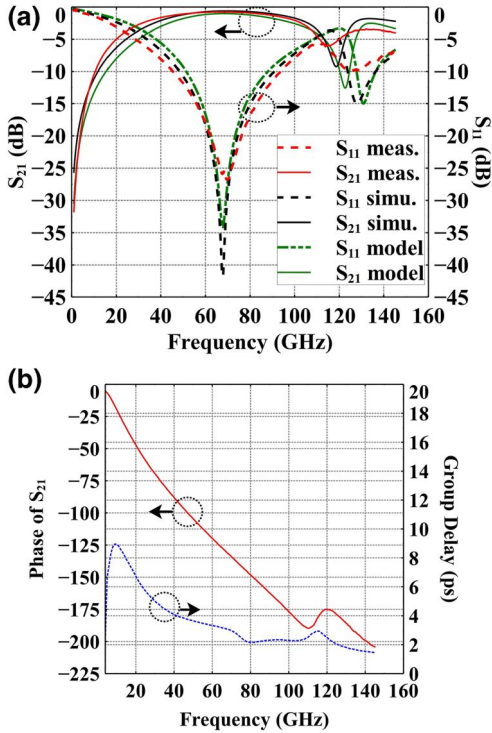 (a)
0 0
−5 −5
−10 −10
−15 −15
−20 −20
−25 −25
−30 −30
−35 −35
−40 −40
−45 −45
S21 (dB)
S11 (dB)
S11 meas.
S21 meas.
S11 simu.
S21 simu.
S11 model
S21 model
0 20 40 60 80 100 120 140 160
Frequency (GHz)
(b)
0 20
−25 18
−50 16
−75 14
−100 12
−125 10
−150 8
−175 6
−200 4
−225 2
0
Phase of S21
Group Delay (ps)
20 40 60 80 100 120 140 160
Frequency (GHz)